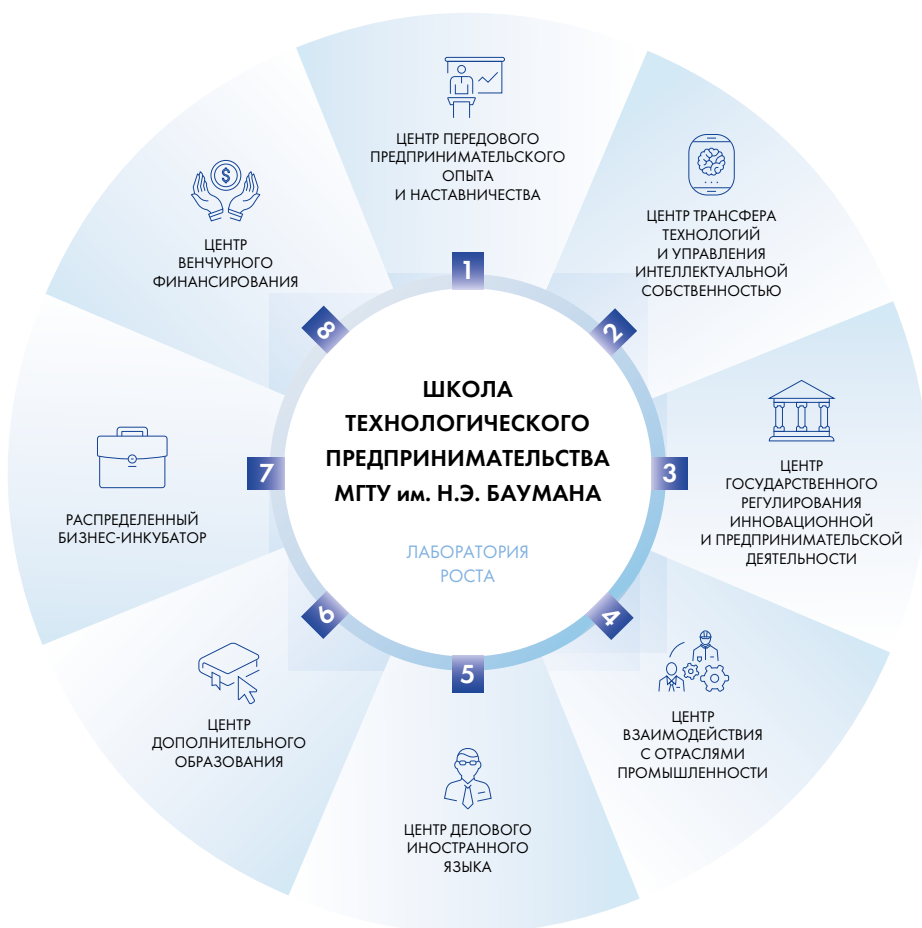 ШКОЛА
ТЕХНОЛОГИЧЕСКОГО
ПРЕДПРИНИМАТЕЛЬСТВА
МГТУ им. Н.Э. БАУМАНА
ЛАБОРАТОРИЯ
РОСТА
1
ЦЕНТР ПЕРЕДОВОГО
ПРЕДПРИНИМАТЕЛЬСКОГО
ОПЫТА
И НАСТАВНИЧЕСТВА
2
ЦЕНТР ТРАНСФЕРА
ТЕХНОЛОГИЙ
И УПРАВЛЕНИЯ
ИНТЕЛЛЕКТУАЛЬНОЙ
СОБСТВЕННОСТЬЮ
3
ЦЕНТР
ГОСУДАРСТВЕННОГО
РЕГУЛИРОВАНИЯ
ИННОВАЦИОННОЙ
И ПРЕДПРИНИМАТЕЛЬСКОЙ
ДЕЯТЕЛЬНОСТИ
4
ЦЕНТР
ВЗАИМОДЕЙСТВИЯ
С ОТРАСЛЯМИ
ПРОМЫШЛЕННОСТИ
5
ЦЕНТР ДЕЛОВОГО
ИНОСТРАННОГО
ЯЗЫКА
6
ЦЕНТР
ДОПОЛНИТЕЛЬНОГО
ОБРАЗОВАНИЯ
7
РАСПРЕДЕЛЕННЫЙ
БИЗНЕС-ИНКУБАТОР
8
$
ЦЕНТР
ВЕНЧУРНОГО
ФИНАНСИРОВАНИЯ